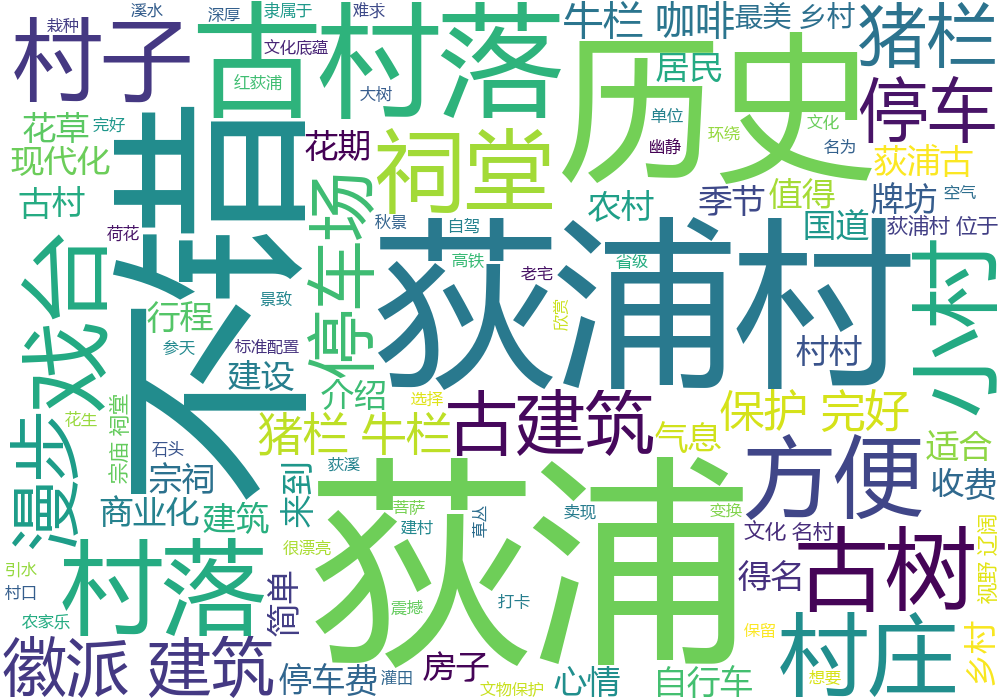 溪水
深厚
隶属于
难求
牛栏 咖啡
最美 乡村
猪栏
栽种
村子
文化底蕴
古
村落
历史
居民
红荻浦
大树
停车
花草
完好
单位
环绕
文化
名为
幽静
现代化
不错
花期
祠堂
荻浦古
古村
农村
季节
值得
牌坊
空气
荷花
秋景
自驾
国道
荻浦村 位于
停车场
荻浦村
高铁
老宅
省级
戏台
小村
景致
欣赏
行程
参天
标准配置
村村
建设
介绍
选择
漫步
花生
宗庙 祠堂
猪栏 牛栏
古建筑
气息
保护 完好
石头
宗祠
来到
荻溪
方便
适合
收费
商业化
建筑
荻浦
菩萨
建村
草丛
卖现
变换
文化 名村
视野 辽阔
很漂亮
村落
引水
村口
简单
打卡
得名
古树
农家乐
震撼
保留
村庄
乡村
徽派 建筑
停车费
灌田
房子
文物保护
心情
自行车
想要